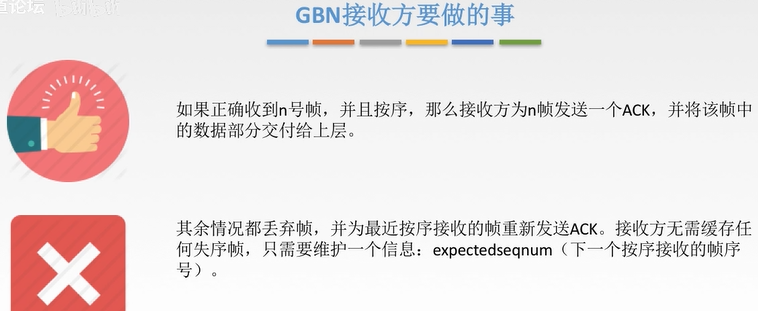 GBN接收方要做的事
如果正确收到n号帧，并且按序，那么接收方为n帧发送一个ACK，并将该帧中
的数据部分交付给上层。
其余情况都丢弃帧，并为最近按序接收的帧重新发送ACK。接收方无需缓存任
何失序帧，只需要维护一个信息：expectedseqnum（下一个按序接收的帧序
号）。